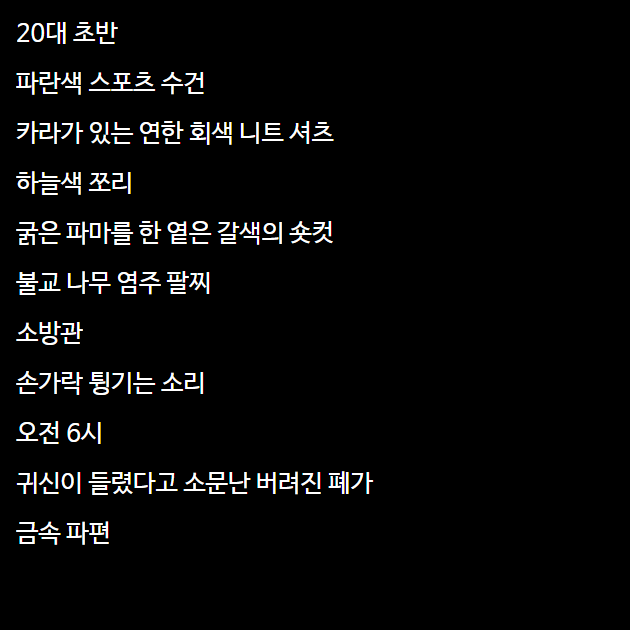 20대 초반
파란색 스포츠 수건
카라가 있는 연한 회색 니트 셔츠
하늘색 쪼리
굵은 파마를 한 옅은 갈색의 숏컷
불교 나무 염주 팔찌
소방관
손가락 튕기는 소리
오전 6시
귀신이 들렸다고 소문난 버려진 폐가
금속 파편